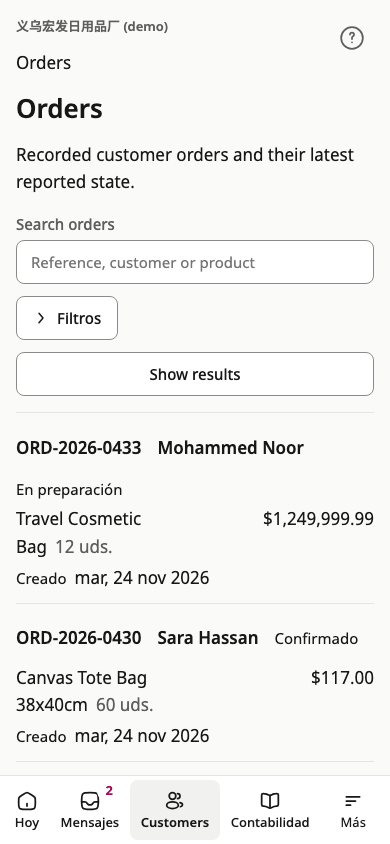 义乌宏发日用品厂 (demo)
Orders
Orders
Recorded customer orders and their latest
reported state.
Search orders
Reference, customer or product
Filtros
Show results
ORD-2026-0433 Mohammed Noor
En preparación
Travel Cosmetic $1,249,999.99
Bag 12 uds.
Creado mar, 24 nov 2026
ORD-2026-0430 Sara Hassan Confirmado
Canvas Tote Bag $117.00
38x40cm 60 uds.
Creado mar, 24 nov 2026
2
Hoy Mensajes Customers Contabilidad Más